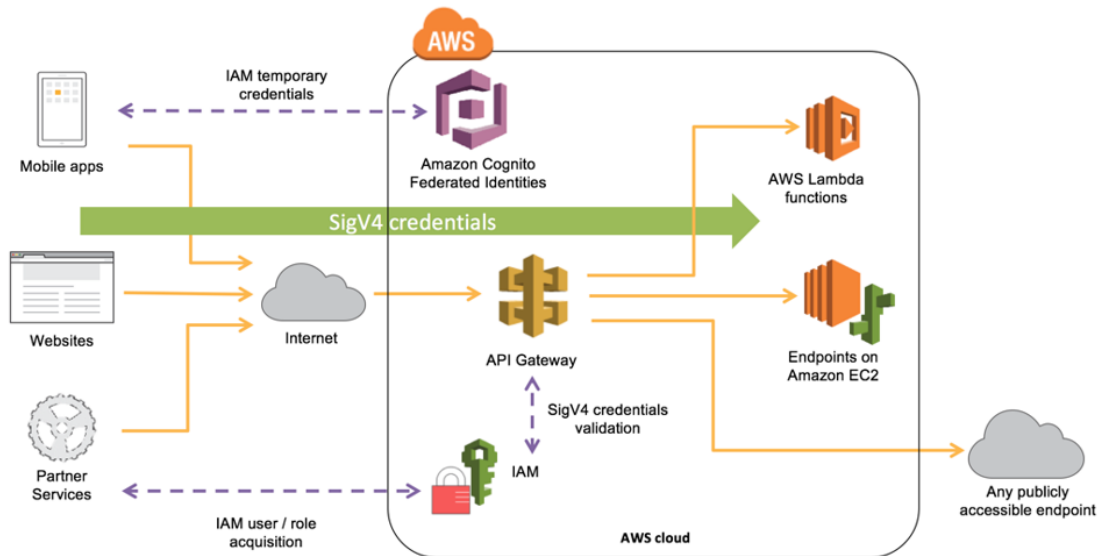 AWS
IAM temporary
credentials
Mobile apps
Amazon Cognito
Federated Identities
AWS Lambda
functions
SigV4 credentials
Websites
Internet
API Gateway
Endpoints on
Amazon EC2
SigV4 credentials
validation
Partner
Services
IAM
IAM user / role
acquisition
AWS cloud
Any publicly
accessible endpoint